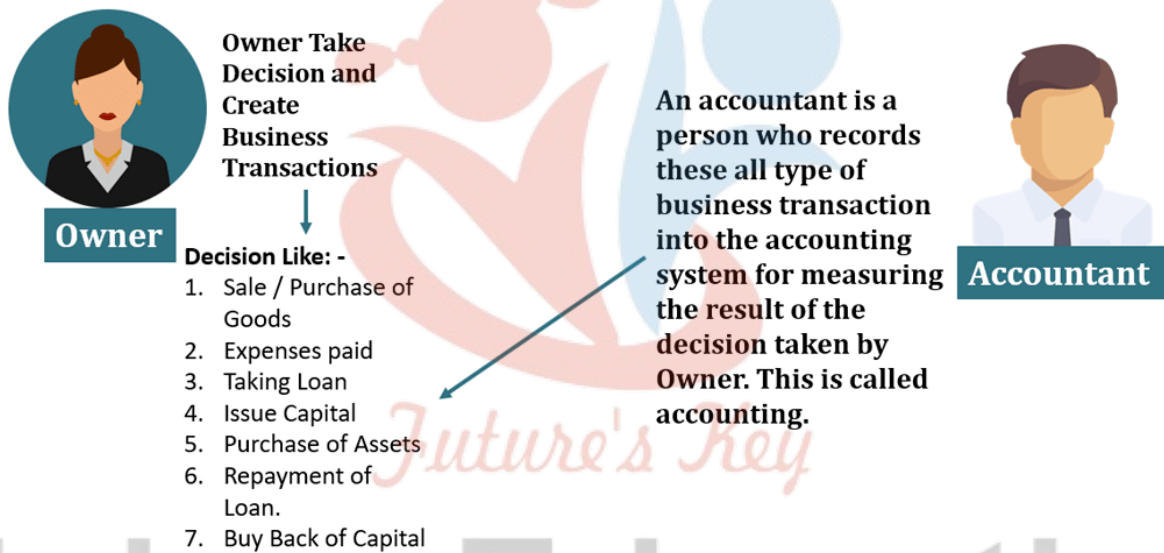 Owner Take
Decision and
Create
Business
Transactions
Owner
Decision Like: -
1. Sale / Purchase of
Goods
2. Expenses paid
3. Taking Loan
4. Issue Capital
5. Purchase of Assets
6. Repayment of
Loan.
7. Buy Back of Capital
An accountant is a
person who records
these all type of
business transaction
into the accounting
system for measuring
the result of the
decision taken by
Owner. This is called
accounting.
Accountant
Future's Key